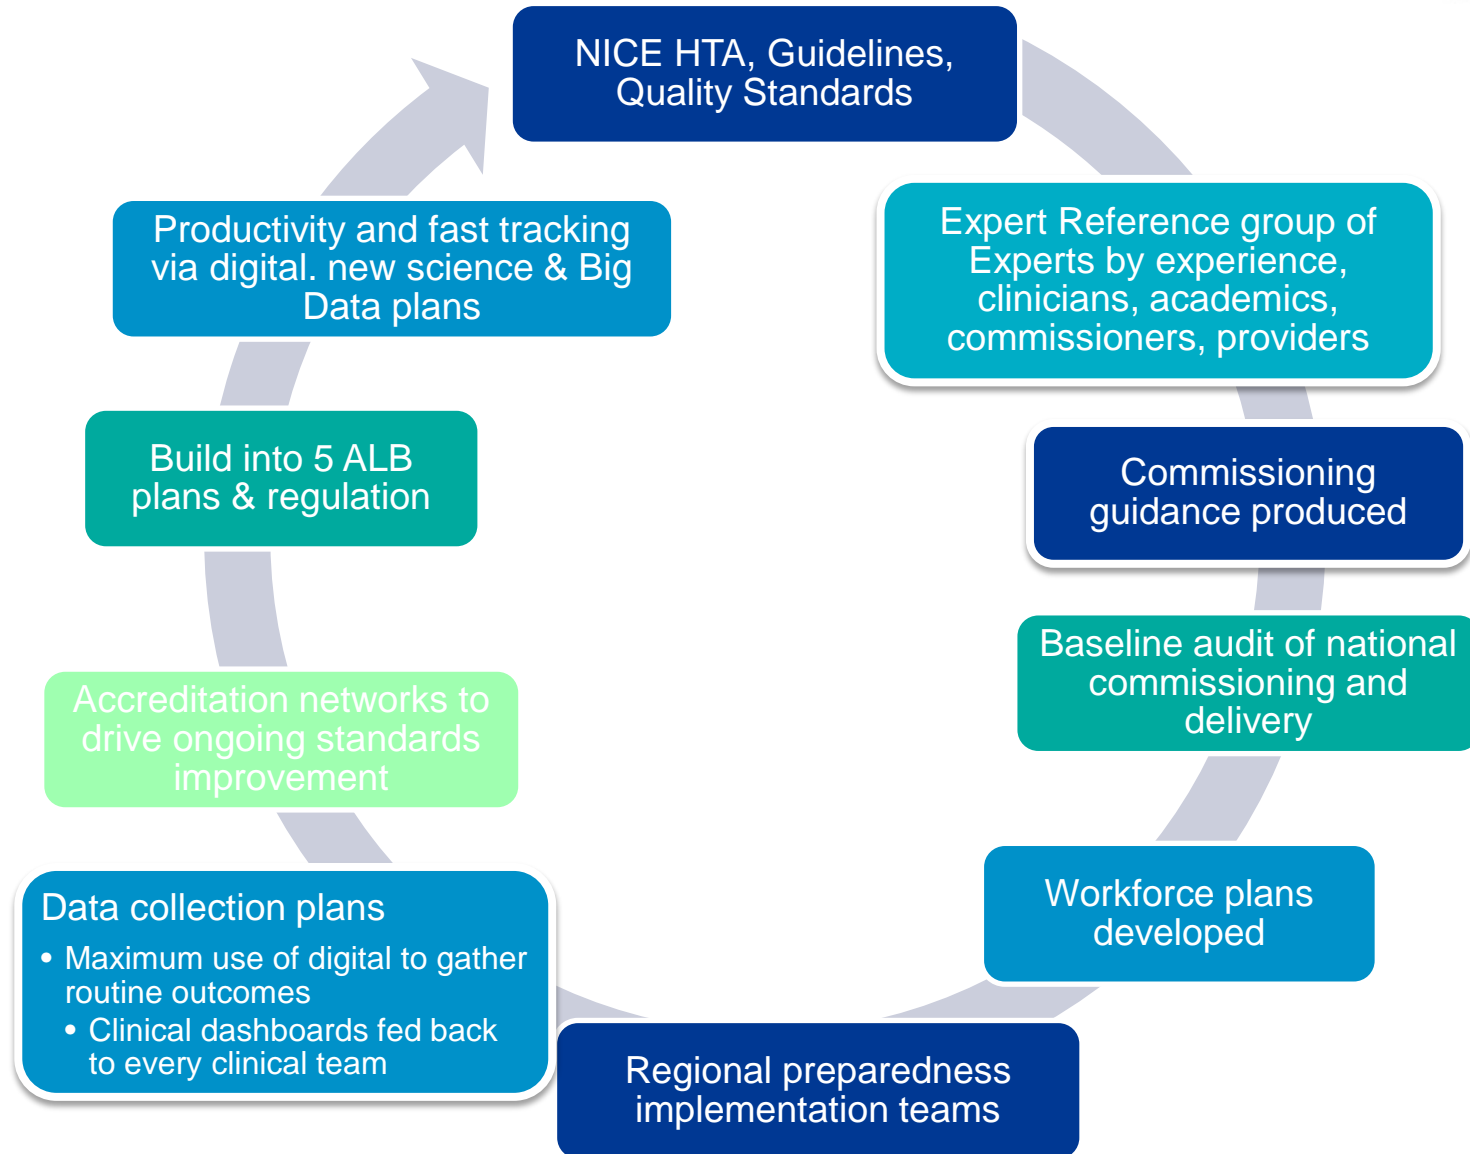 NICE HTA, Guidelines,
Quality Standards
Expert Reference group of
Experts by experience,
clinicians, academics,
commissioners, providers
Commissioning
guidance produced
Baseline audit of national
commissioning and
delivery
Workforce plans
developed
Regional preparedness
implementation teams
Data collection plans
• Maximum use of digital to gather
routine outcomes
• Clinical dashboards fed back
to every clinical team
Accreditation networks to
drive ongoing standards
improvement
Build into 5 ALB
plans & regulation
Productivity and fast tracking
via digital. new science & Big
Data plans